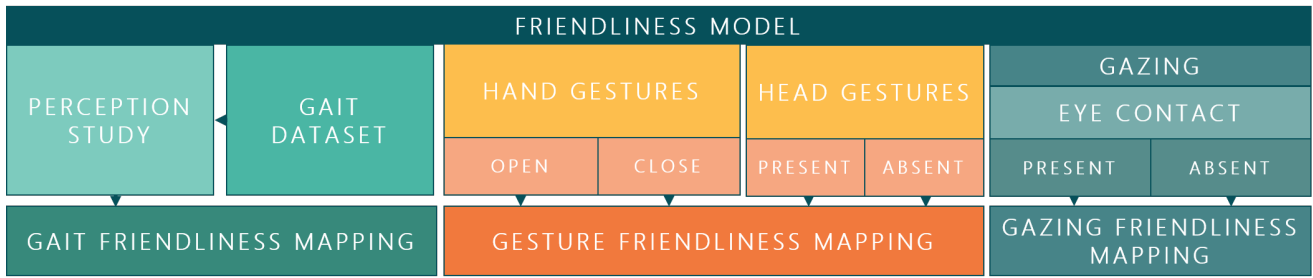 FRIENDLINESS MODEL
PERCEPTION
STUDY
GAIT
DATASET
HAND GESTURES
OPEN
CLOSE
HEAD GESTURES
PRESENT
ABSENT
GAZING
EYE CONTACT
PRESENT
ABSENT
GAIT FRIENDLINESS MAPPING
GESTURE FRIENDLINESS MAPPING
GAZING FRIENDLINESS
MAPPING